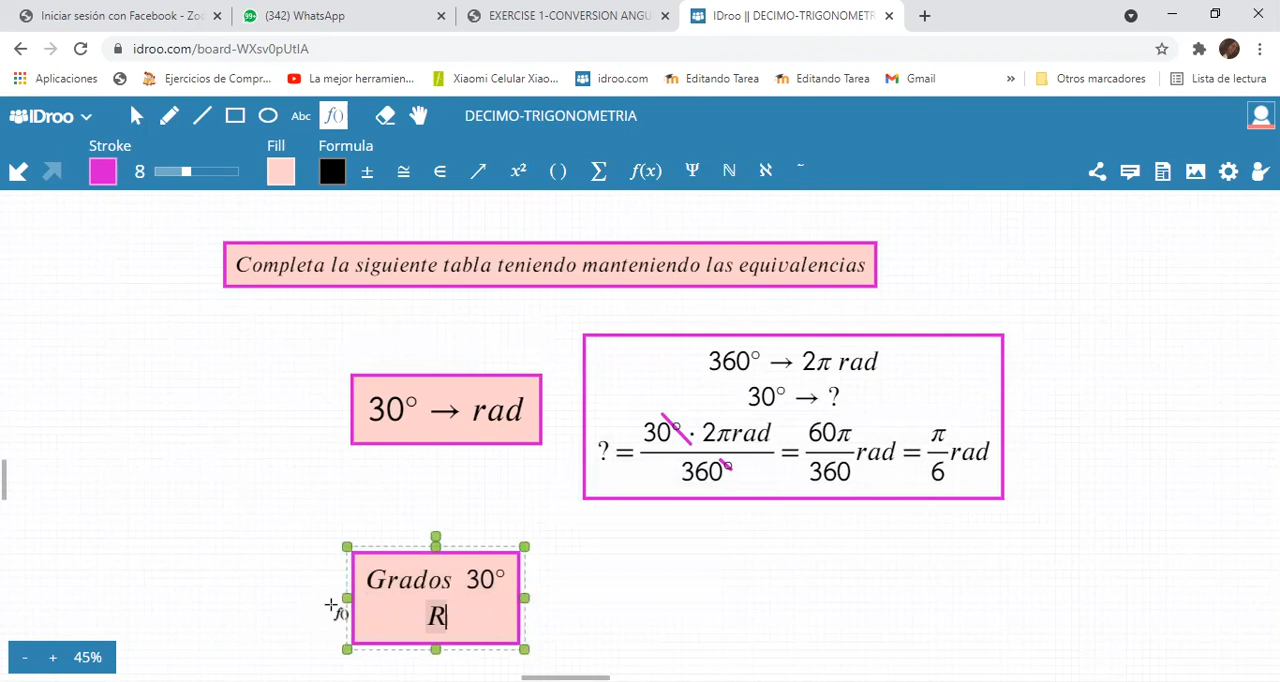 Iniciar sesión con Facebook - Zoo
(342) WhatsApp
EXERCISE 1-CONVERSION ANGU
IDroo || DECIMO-TRIGONOMETR
idroo.com/board-WXsv0pUtIA
Aplicaciones
Ejercicios de Compr...
La mejor herramien...
Xiaomi Celular Xiao...
idroo.com
Editando Tarea
Editando Tarea
Gmail
»
Otros marcadores
Lista de lectura
IDroo
Abc
f()
DECIMO-TRIGONOMETRIA
Stroke
Fill
Formula
8
± ≅ ∈ x² () Σ f(x) Ψ ℕ ℵ ~
Completa la siguiente tabla teniendo manteniendo las equivalencias
30° → rad
360° → 2π rad
30° → ?
? = 30° · 2πrad / 360° = 60π / 360 rad = π / 6 rad
Grados 30°
R
f()
- + 45%